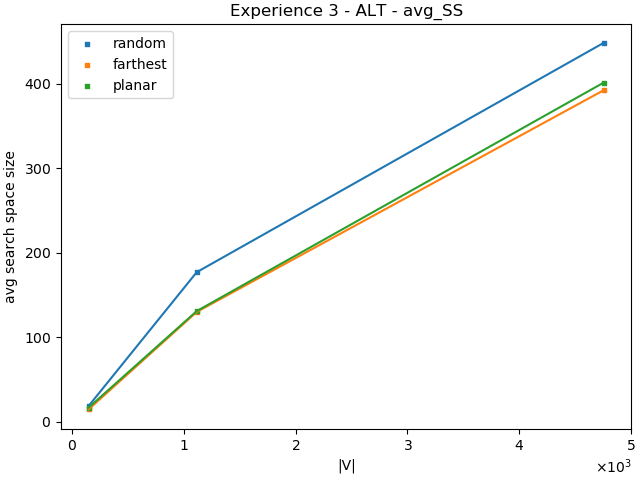 Experience 3 - ALT - avg_SS
random
farthest
planar
avg search space size
400
300
200
100
0
0 1 2 3 4 5
|V|
×10³